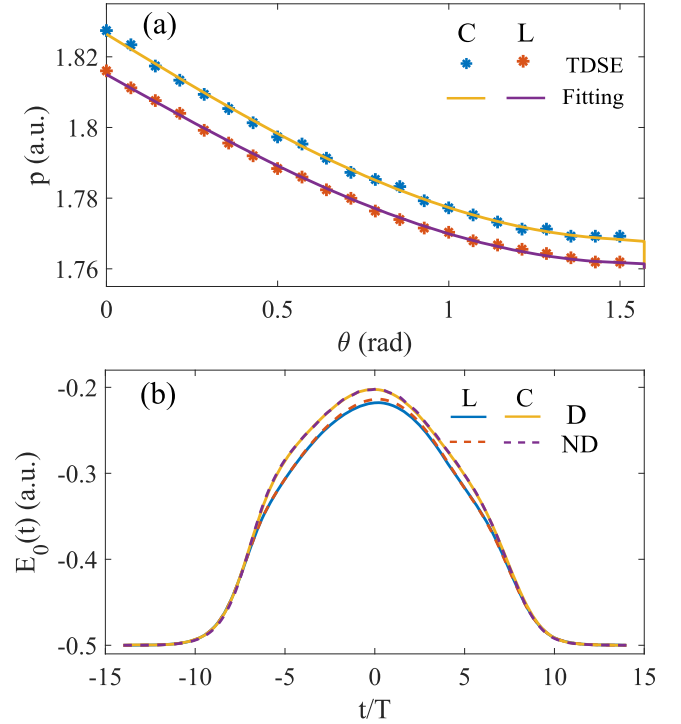 (a)
C L
TDSE
Fitting
1.82
1.8
1.78
1.76
p (a.u.)
0 0.5 1 1.5
θ (rad)
(b)
L C
D
ND
-0.2
-0.3
-0.4
-0.5
E₀(t) (a.u.)
-15 -10 -5 0 5 10 15
t/T